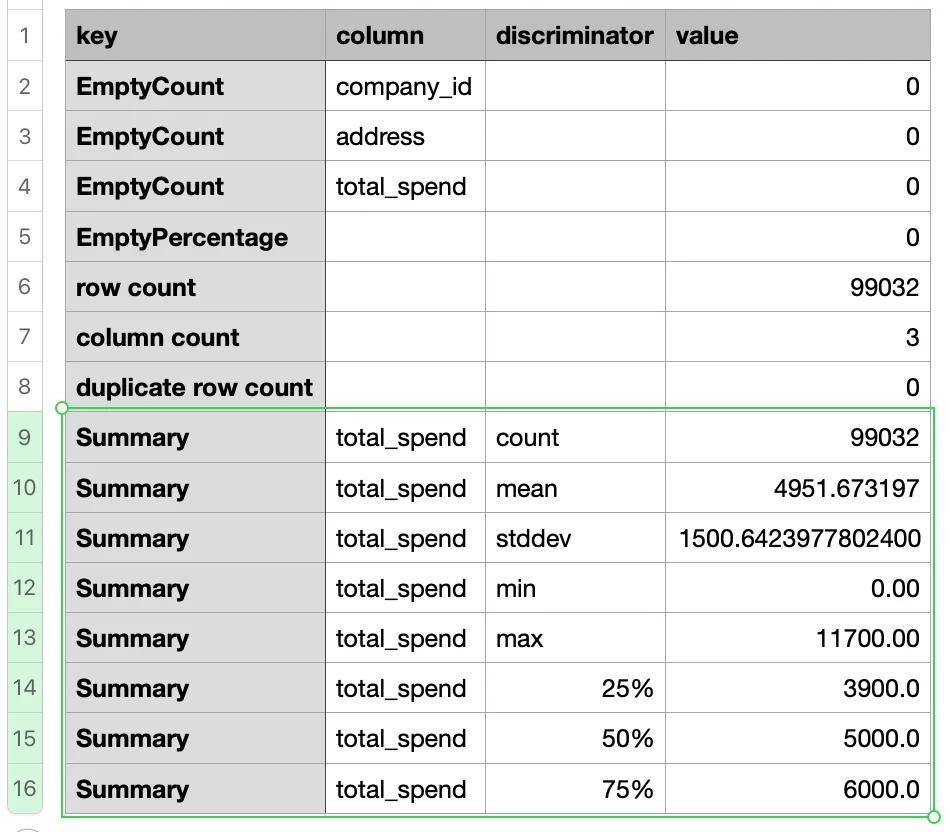 1 key column discriminator value
2 EmptyCount company_id 0
3 EmptyCount address 0
4 EmptyCount total_spend 0
5 EmptyPercentage 0
6 row count 99032
7 column count 3
8 duplicate row count 0
9 Summary total_spend count 99032
10 Summary total_spend mean 4951.673197
11 Summary total_spend stddev 1500.6423977802400
12 Summary total_spend min 0.00
13 Summary total_spend max 11700.00
14 Summary total_spend 25% 3900.0
15 Summary total_spend 50% 5000.0
16 Summary total_spend 75% 6000.0